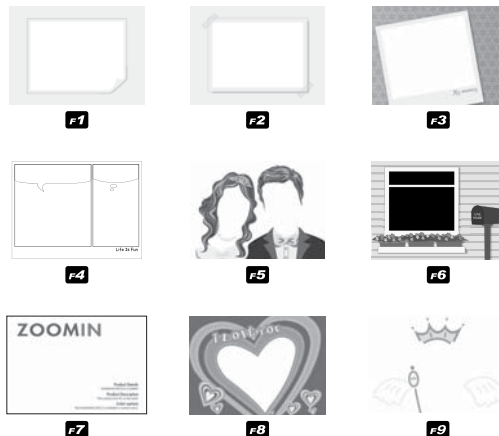 F1
F2
F3
My memory
Life Is Fun
F4
F5
F6
ZOOMIN
Product Details
Product Description
Color option
F7
I LOVE YOU
F8
F9